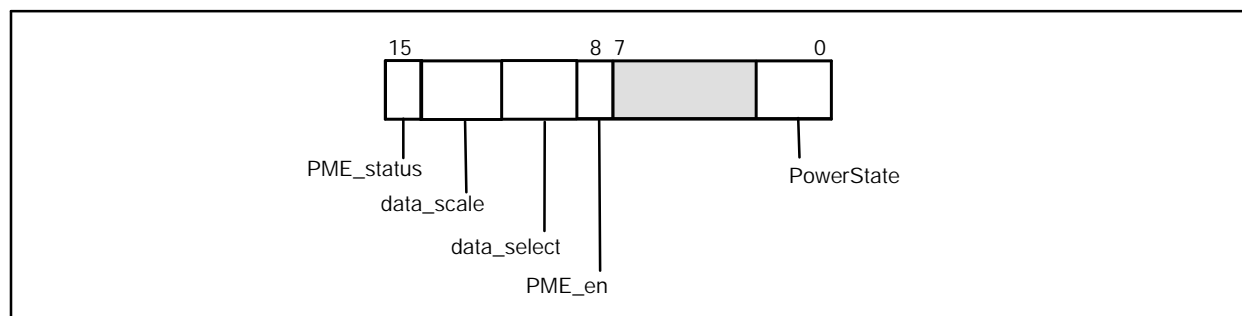 15 8 7 0
PME_status
PowerState
data_scale
data_select
PME_en